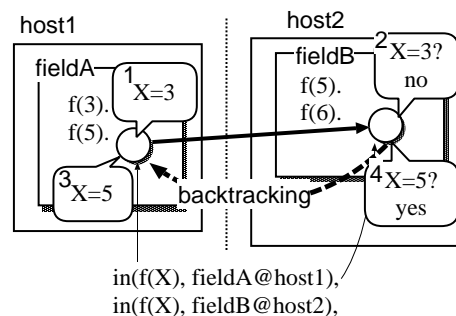 host1
host2
fieldA
1
X=3
f(3).
f(5).
3
X=5
fieldB
2
X=3?
no
f(5).
f(6).
backtracking
4
X=5?
yes
in(f(X), fieldA@host1),
in(f(X), fieldB@host2),